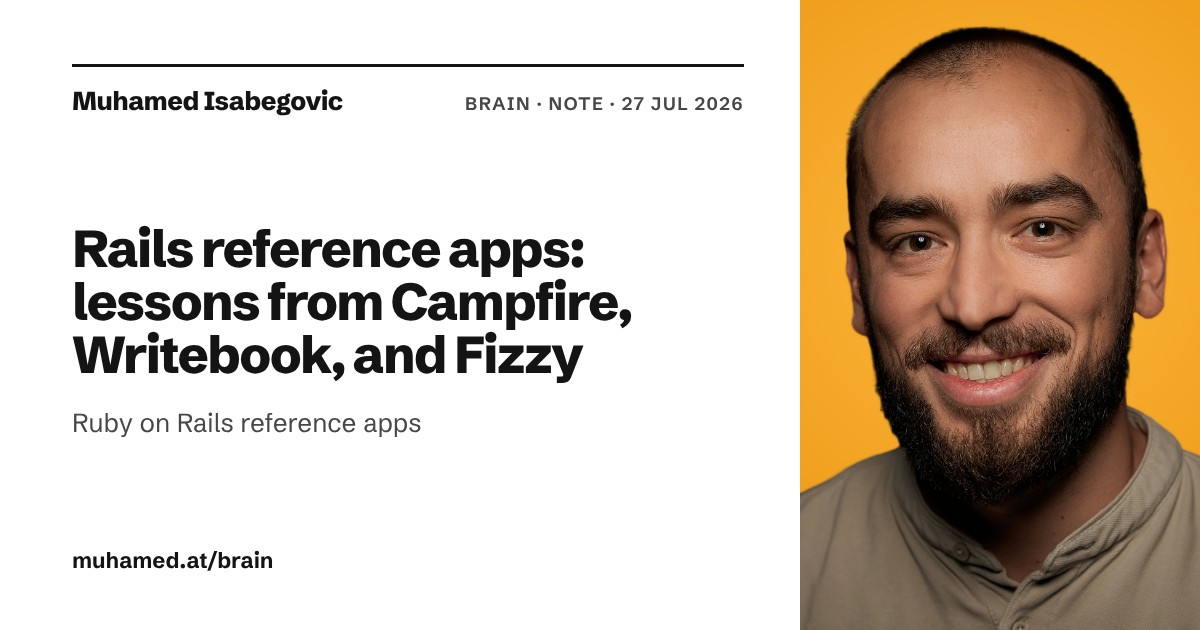 Muhamed Isabegovic
BRAIN · NOTE · 27 JUL 2026
Rails reference apps:
lessons from Campfire,
Writebook, and Fizzy
Ruby on Rails reference apps
muhamed.at/brain